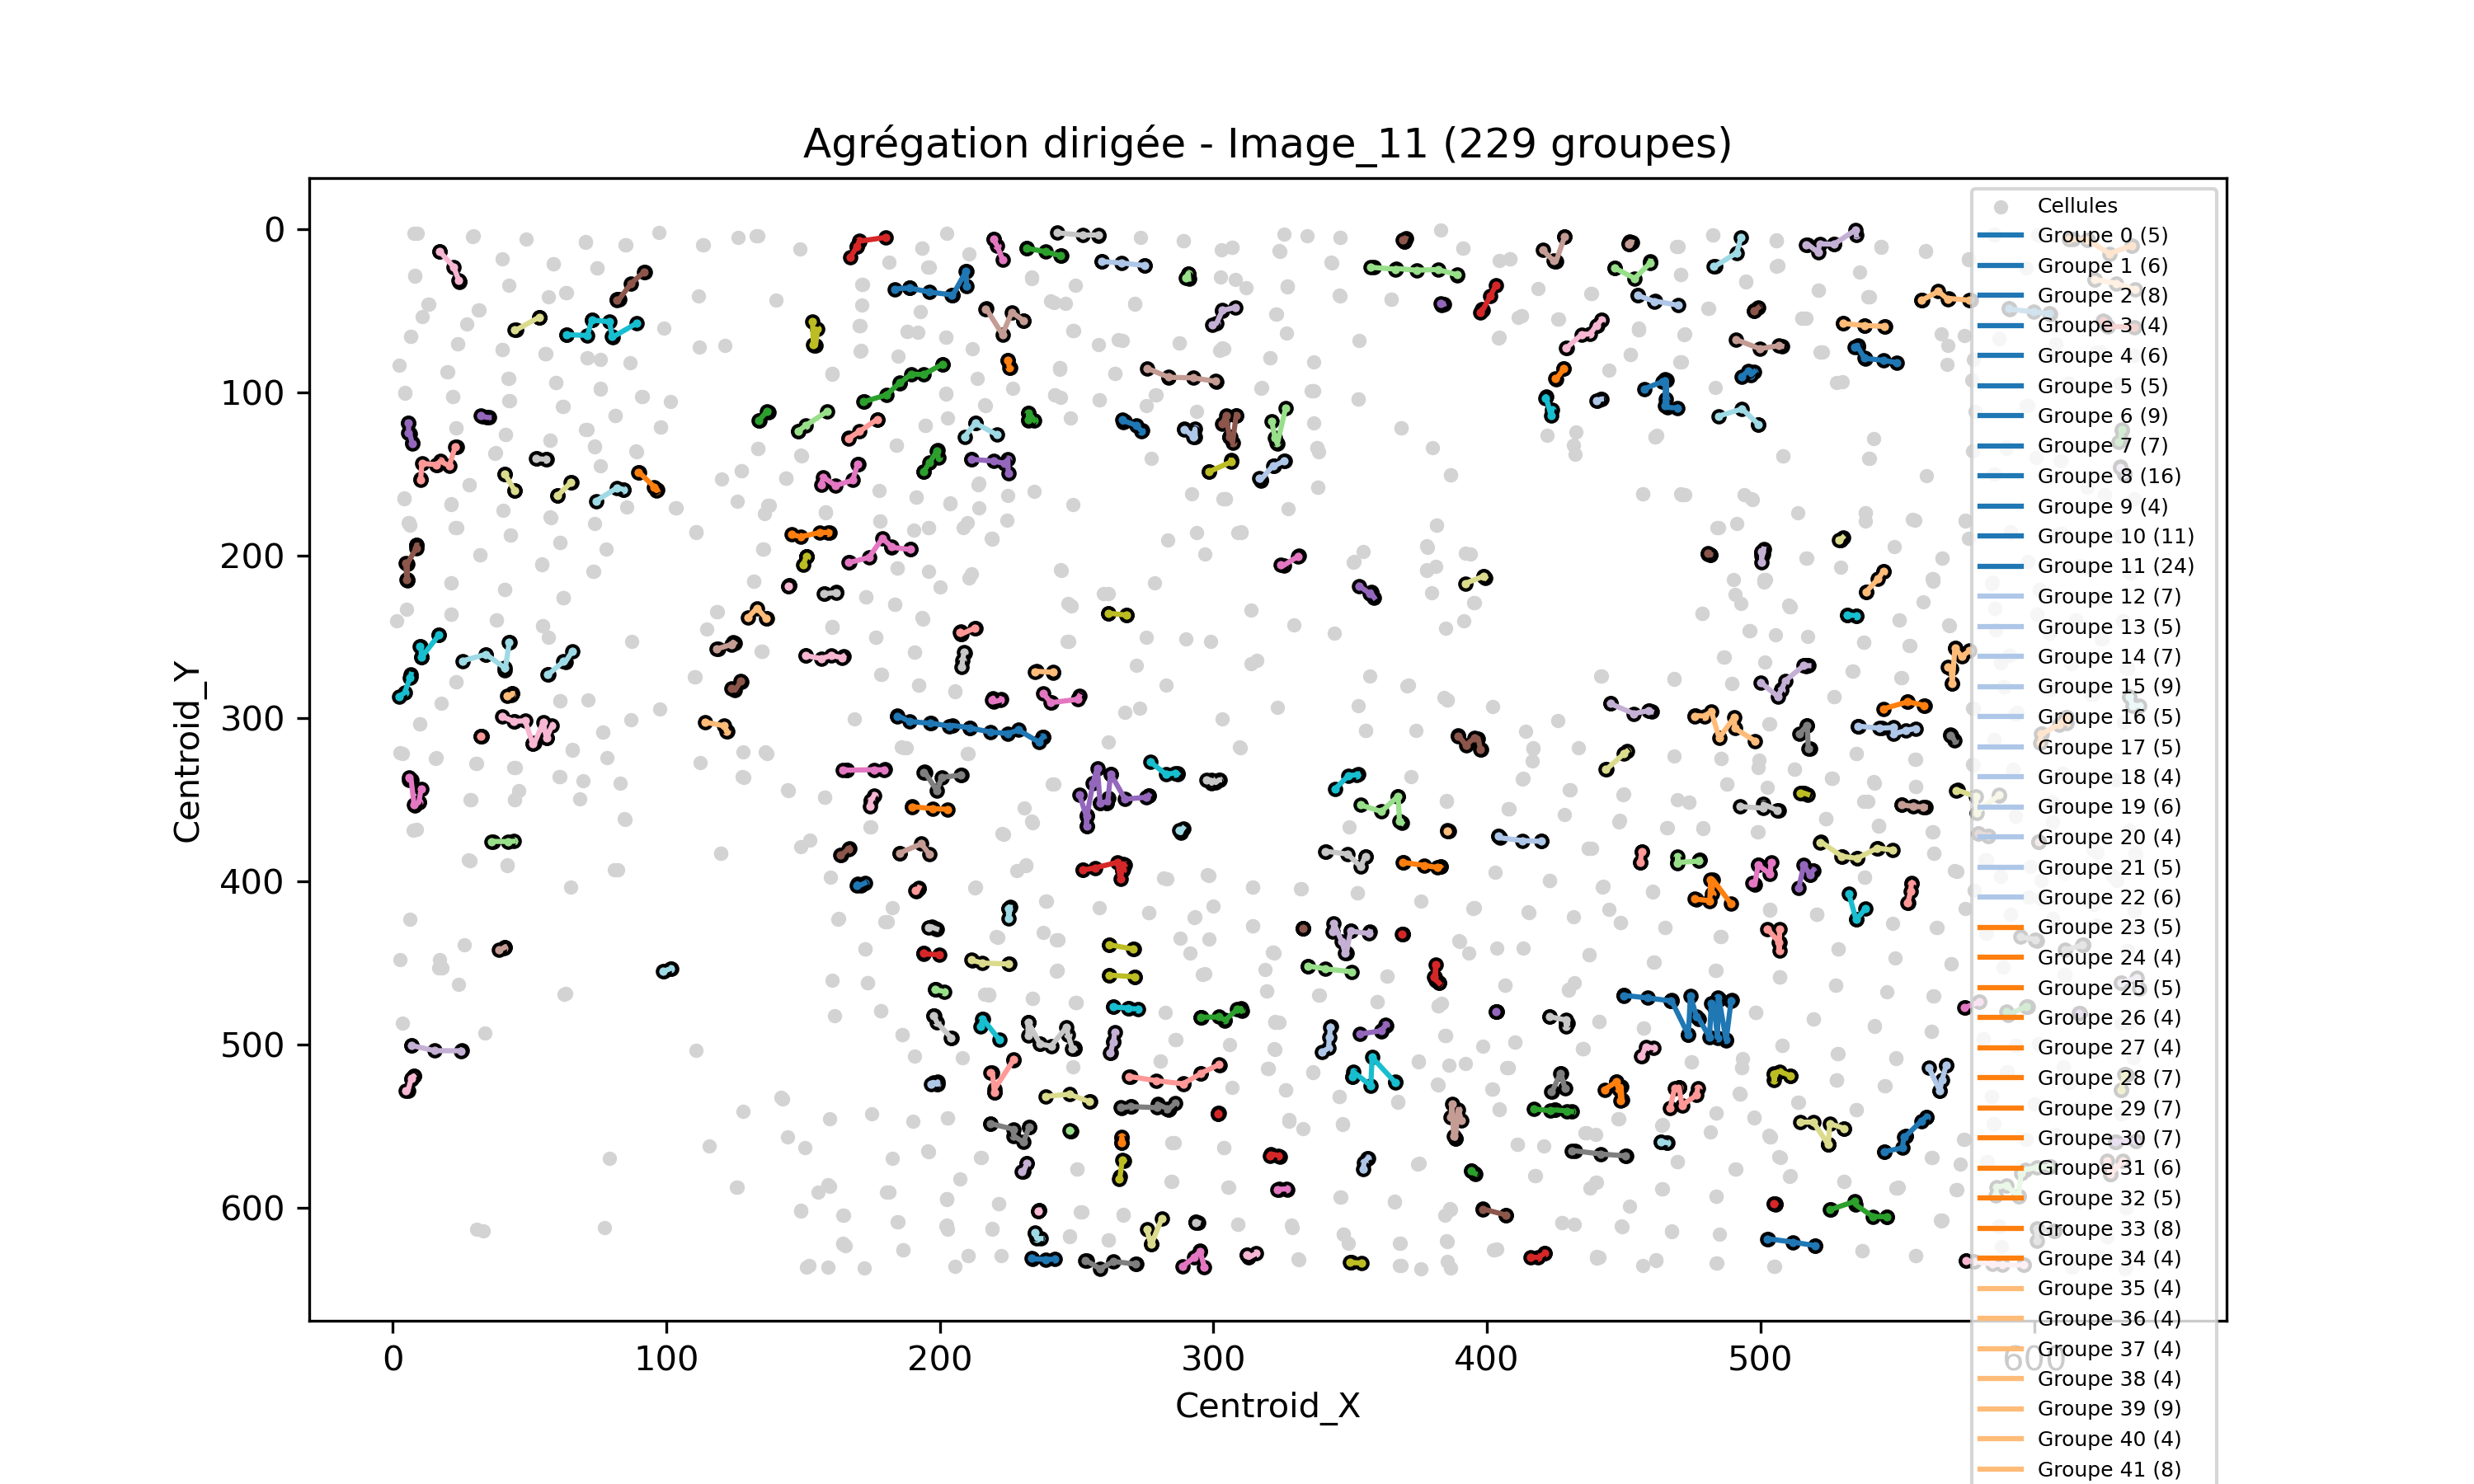 Agrégation dirigée - Image_11 (229 groupes)
0
100
200
300
400
500
600
Centroid_Y
0
100
200
300
400
500
600
Centroid_X
Cellules
Groupe 0 (5)
Groupe 1 (6)
Groupe 2 (8)
Groupe 3 (4)
Groupe 4 (6)
Groupe 5 (5)
Groupe 6 (9)
Groupe 7 (7)
Groupe 8 (16)
Groupe 9 (4)
Groupe 10 (11)
Groupe 11 (24)
Groupe 12 (7)
Groupe 13 (5)
Groupe 14 (7)
Groupe 15 (9)
Groupe 16 (5)
Groupe 17 (5)
Groupe 18 (4)
Groupe 19 (6)
Groupe 20 (4)
Groupe 21 (5)
Groupe 22 (6)
Groupe 23 (5)
Groupe 24 (4)
Groupe 25 (5)
Groupe 26 (4)
Groupe 27 (4)
Groupe 28 (7)
Groupe 29 (7)
Groupe 30 (7)
Groupe 31 (6)
Groupe 32 (5)
Groupe 33 (8)
Groupe 34 (4)
Groupe 35 (4)
Groupe 36 (4)
Groupe 37 (4)
Groupe 38 (4)
Groupe 39 (9)
Groupe 40 (4)
Groupe 41 (8)